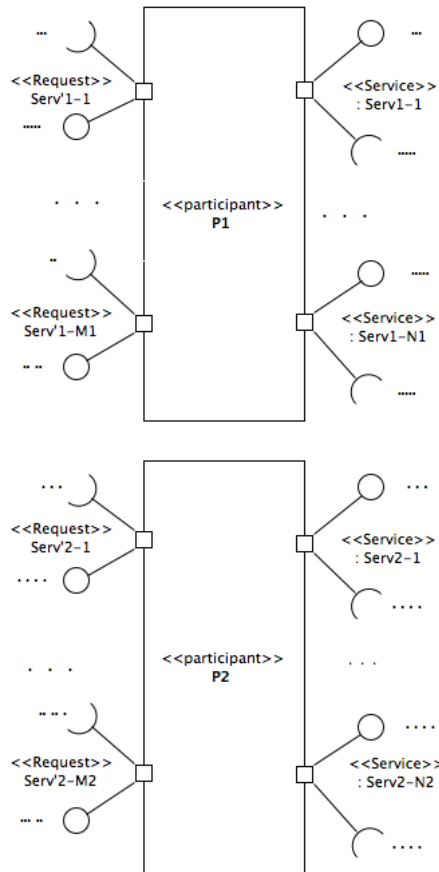 ...
...
<<Request>>
Serv'1-1
<<Service>>
: Serv1-1
.....
.....
. . .
<<participant>>
P1
. . .
..
.....
<<Request>>
Serv'1-M1
<<Service>>
: Serv1-N1
.. ..
.....
. . .
. . .
<<Request>>
Serv'2-1
<<Service>>
: Serv2-1
. . . .
. . . .
. . .
<<participant>>
P2
. . .
.. .. .
. . . .
<<Request>>
Serv'2-M2
<<Service>>
: Serv2-N2
... ..
. . . .